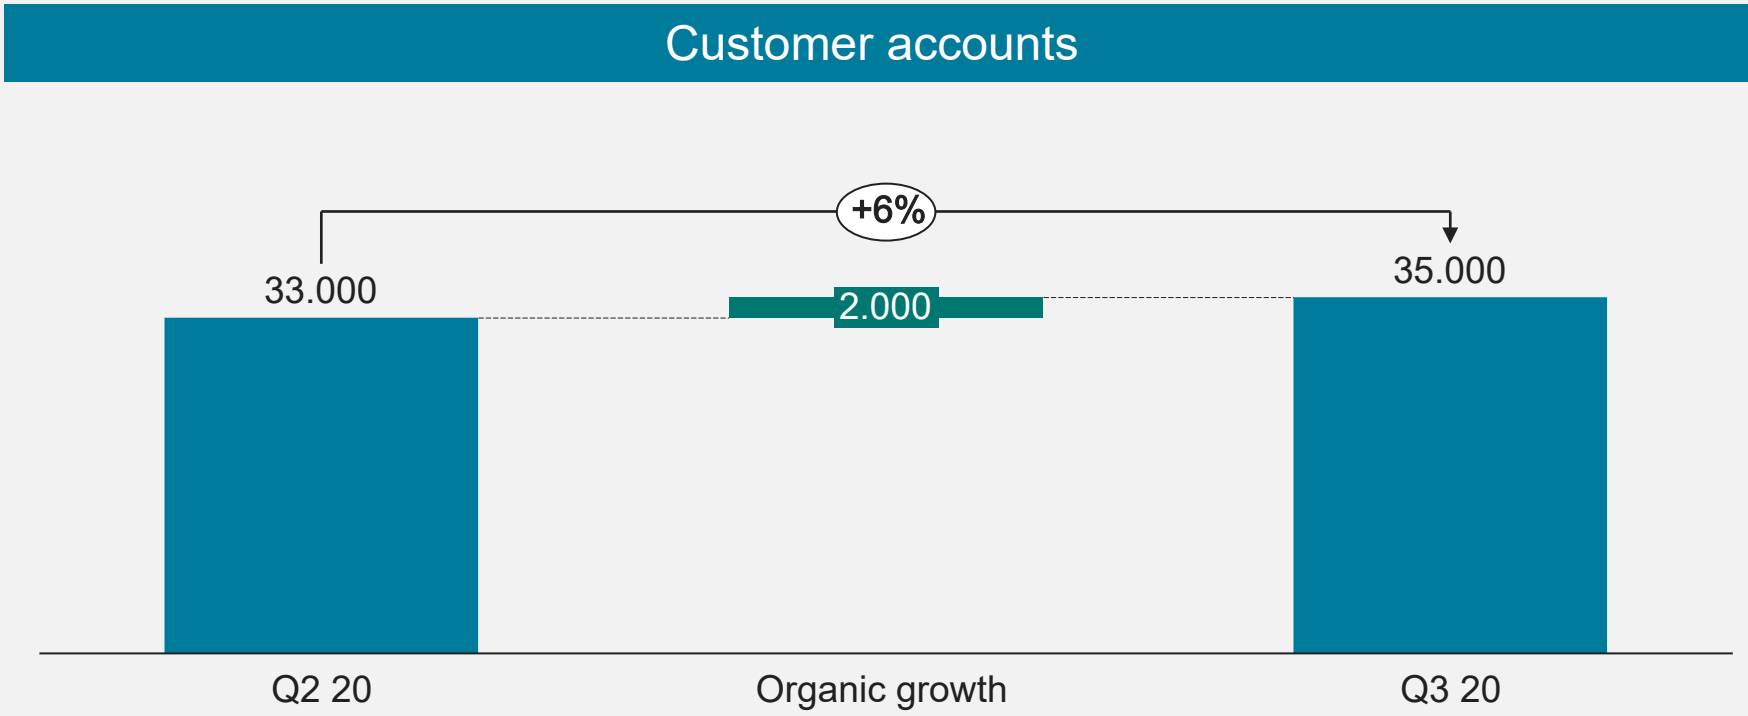 Customer accounts
+6%
33.000
2.000
35.000
Q2 20
Organic growth
Q3 20